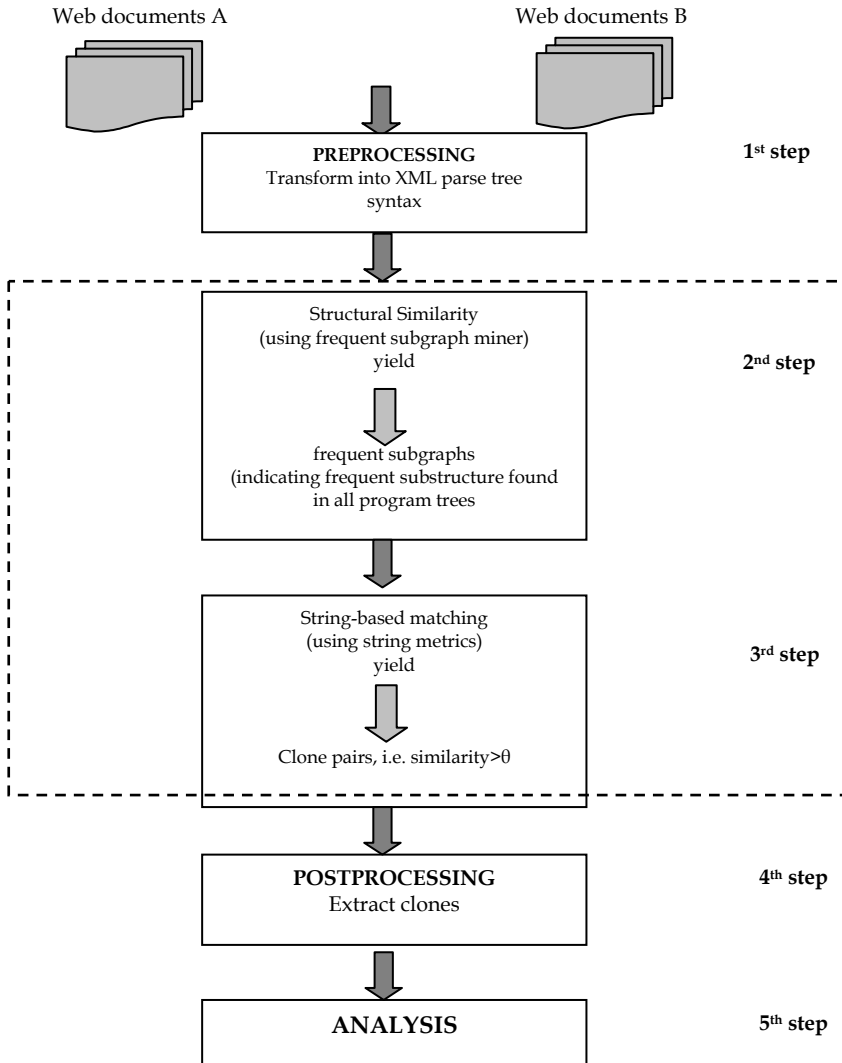 Web documents A
Web documents B
PREPROCESSING
Transform into XML parse tree
syntax
1st step
Structural Similarity
(using frequent subgraph miner)
yield
2nd step
frequent subgraphs
(indicating frequent substructure found
in all program trees
String-based matching
(using string metrics)
yield
3rd step
Clone pairs, i.e. similarity>θ
POSTPROCESSING
Extract clones
4th step
ANALYSIS
5th step